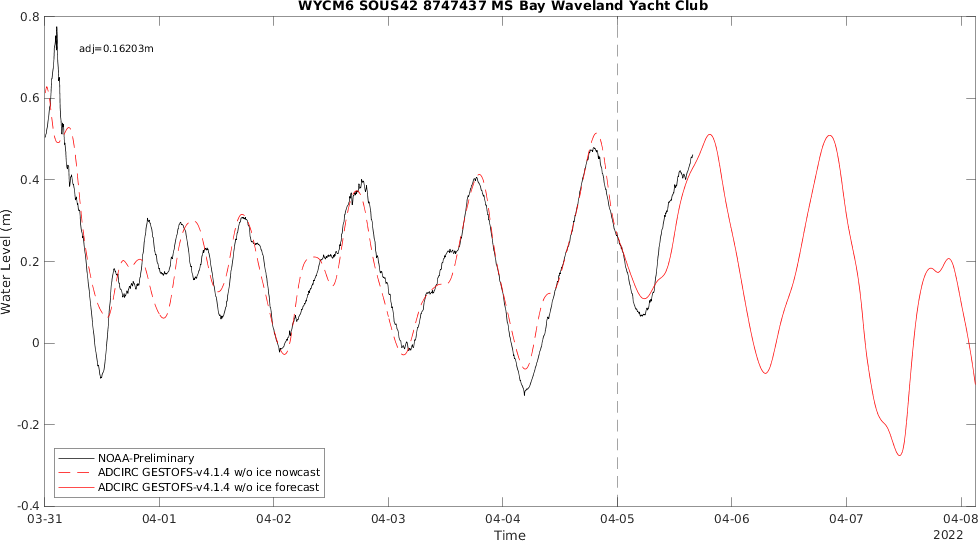 WYCM6 SOUS42 8747437 MS Bay Waveland Yacht Club
adj=0.16203m
0.8
0.6
0.4
0.2
0
-0.2
-0.4
Water Level (m)
NOAA-Preliminary
ADCIRC GESTOFS-v4.1.4 w/o ice nowcast
ADCIRC GESTOFS-v4.1.4 w/o ice forecast
03-31 04-01 04-02 04-03 04-04 04-05 04-06 04-07 04-08
Time
2022